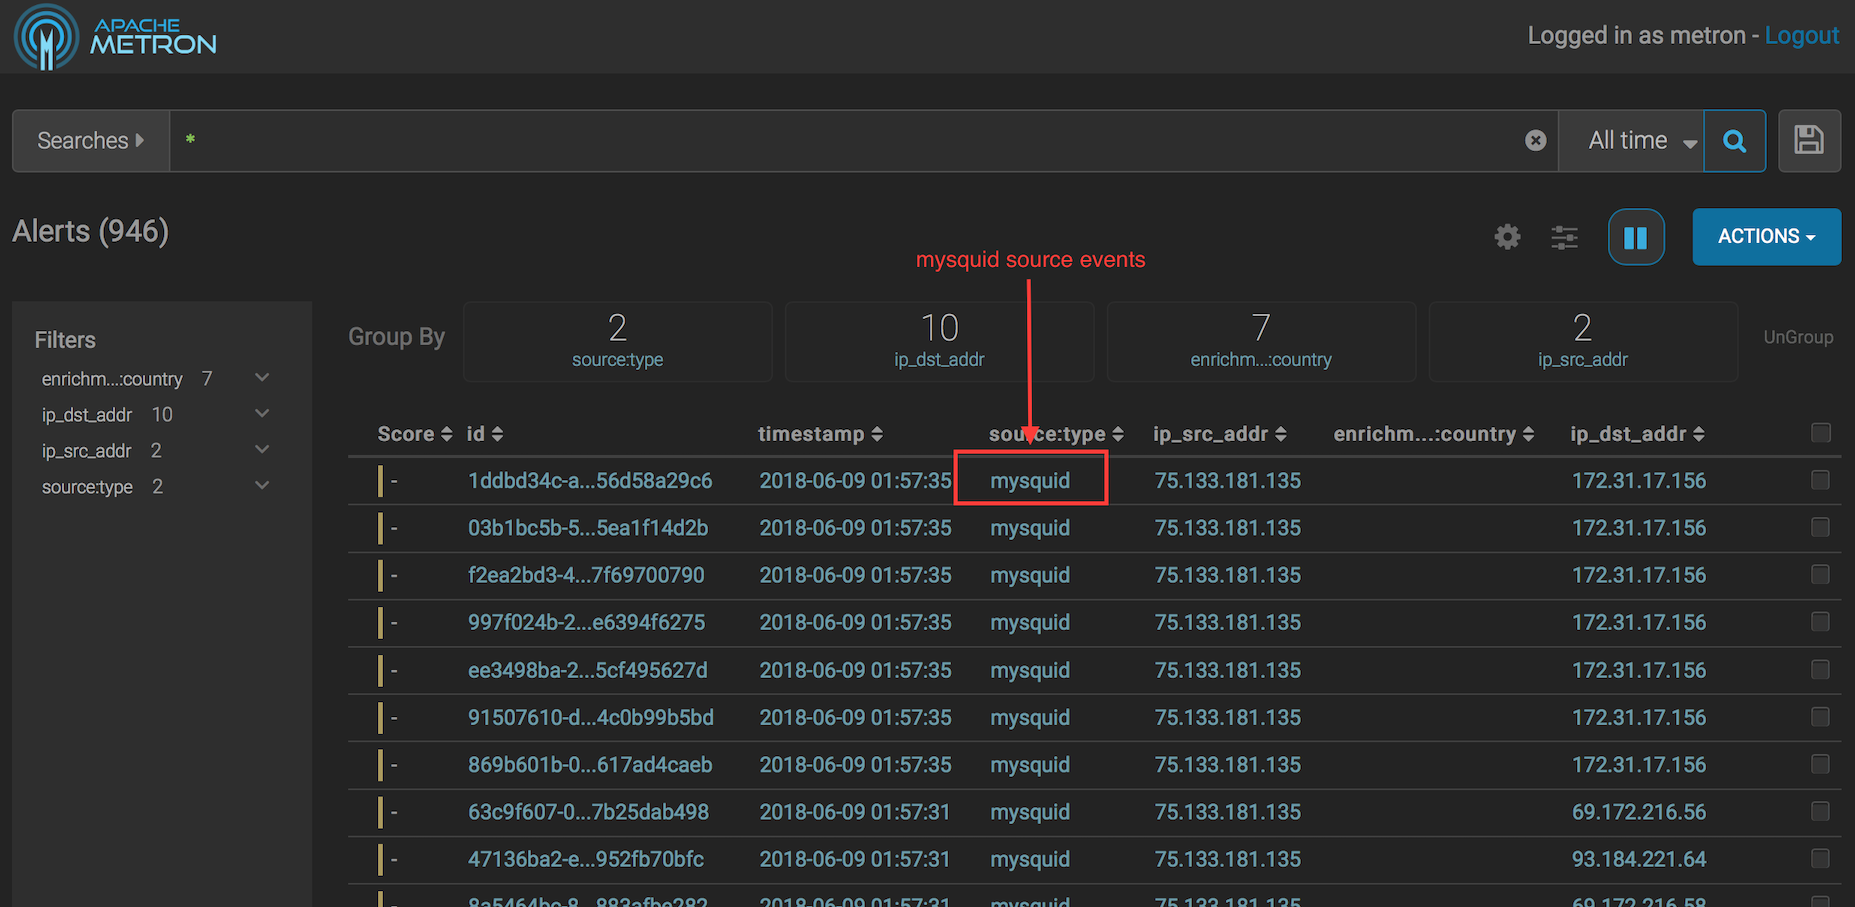 APACHE
METRON
Logged in as metron - Logout
Searches
*
All time
Alerts (946)
ACTIONS
mysquid source events
Filters
enrichm...:country 7
ip_dst_addr 10
ip_src_addr 2
source:type 2
Group By
2
source:type
10
ip_dst_addr
7
enrichm...:country
2
ip_src_addr
UnGroup
Score id timestamp source:type ip_src_addr enrichm...:country ip_dst_addr
- 1ddbd34c-a...56d58a29c6 2018-06-09 01:57:35 mysquid 75.133.181.135 172.31.17.156
- 03b1bc5b-5...5ea1f14d2b 2018-06-09 01:57:35 mysquid 75.133.181.135 172.31.17.156
- f2ea2bd3-4...7f69700790 2018-06-09 01:57:35 mysquid 75.133.181.135 172.31.17.156
- 997f024b-2...e6394f6275 2018-06-09 01:57:35 mysquid 75.133.181.135 172.31.17.156
- ee3498ba-2...5cf495627d 2018-06-09 01:57:35 mysquid 75.133.181.135 172.31.17.156
- 91507610-d...4c0b99b5bd 2018-06-09 01:57:35 mysquid 75.133.181.135 172.31.17.156
- 869b601b-0...617ad4caeb 2018-06-09 01:57:35 mysquid 75.133.181.135 172.31.17.156
- 63c9f607-0...7b25dab498 2018-06-09 01:57:31 mysquid 75.133.181.135 69.172.216.56
- 47136ba2-e...952fb70bfc 2018-06-09 01:57:31 mysquid 75.133.181.135 93.184.221.64
- 8a5464bc-8...883afbe282 2018-06-09 01:57:31 mysquid 75.133.181.135 69.172.216.58